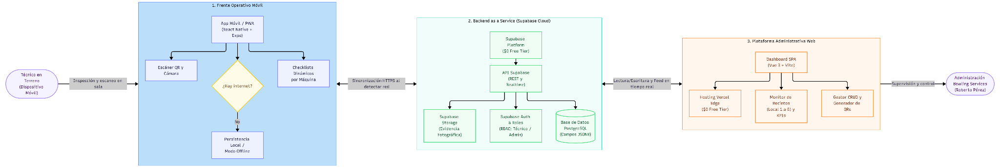 Técnico en
Terreno
(Dispositivo
Móvil)
Inspección y escaneo en
sala
1. Frente Operativo Móvil
App Móvil / PWA
(React Native +
Expo)
Escáner QR y
Cámara
¿Hay internet?
Checklists
Dinámicos
por Máquina
No
Persistencia
Local /
Modo Offline
Sincronización HTTPS al
detectar red
2. Backend as a Service (Supabase Cloud)
Supabase
Platform
($0 Free Tier)
API Supabase
(REST y
Realtime)
Supabase
Storage
(Evidencia
Fotográfica)
Supabase Auth
& Roles
(RBAC: Técnico /
Admin)
Base de Datos
PostgreSQL
(Campos JSONB)
Lectura/Escritura y Feed en
tiempo real
3. Plataforma Administrativa Web
Dashboard SPA
(Vue 3 + Vite)
Hosting Vercel
Edge
($0 Free Tier)
Monitor de
Recintos
(Local 1 a 6) y
KPIs
Gestor CRUD y
Generador de
QRs
Supervisión y control
Administración
Bowling Services
(Roberto Pérez)